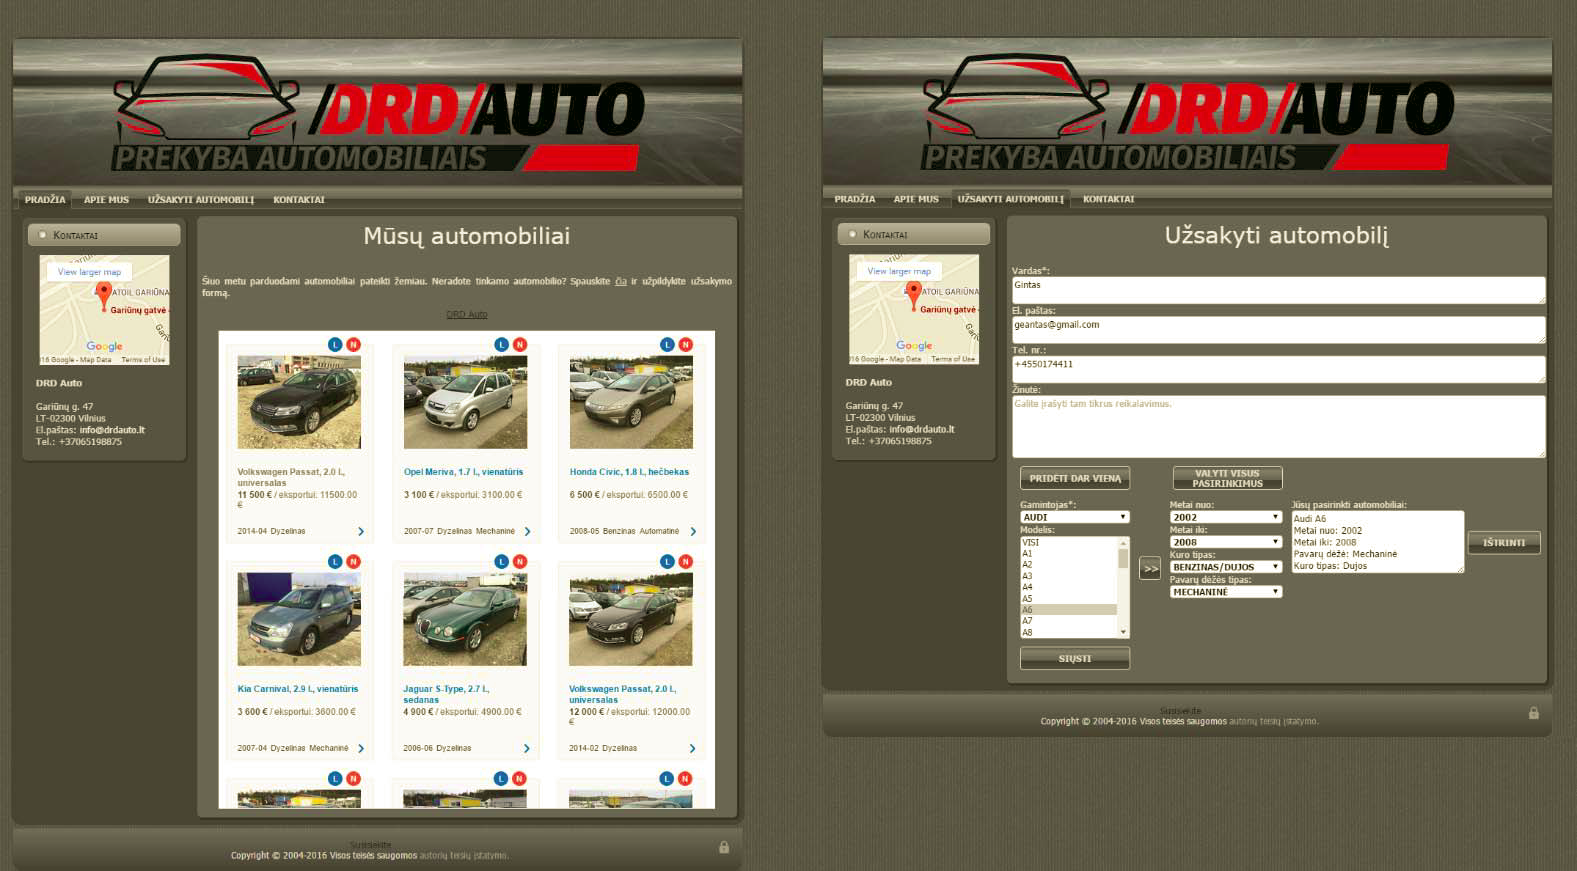 /DRD/AUTO
PREKYBA AUTOMOBILIAIS
PRADŽIA APIE MUS UŽSAKYTI AUTOMOBILĮ KONTAKTAI
Kontaktai
View larger map
ATOIL GARIŪNA
Gariūnų gatvė
Gariū
Google
016 Google - Map Data Terms of Use
DRD Auto
Gariūnų g. 47
LT-02300 Vilnius
El.paštas: info@drdauto.lt
Tel.: +37065198875
Mūsų automobiliai
Šiuo metu parduodami automobiliai pateikti žemiau. Neradote tinkamo automobilio? Spauskite čia ir užpildykite užsakymo
formą.
DRD Auto
L N
L N
L N
Volkswagen Passat, 2.0 l.,
universalas
11 500 € / eksportui: 11500.00
€
2014-04 Dyzelinas
Opel Meriva, 1.7 l., vienatūris
3 100 € / eksportui: 3100.00 €
2007-07 Dyzelinas Mechaninė
Honda Civic, 1.8 l., hečbekas
6 500 € / eksportui: 6500.00 €
2008-05 Benzinas Automatinė
L N
L N
L N
Kia Carnival, 2.9 l., vienatūris
3 600 € / eksportui: 3600.00 €
2007-04 Dyzelinas Mechaninė
Jaguar S-Type, 2.7 l.,
sedanas
4 900 € / eksportui: 4900.00 €
2006-06 Dyzelinas
Volkswagen Passat, 2.0 l.,
universalas
12 000 € / eksportui: 12000.00
€
2014-02 Dyzelinas
L N
L N
L N
Susisiekite
Copyright © 2004-2016 Visos teisės saugomos autorių teisių įstatymo.
/DRD/AUTO
PREKYBA AUTOMOBILIAIS
PRADŽIA APIE MUS UŽSAKYTI AUTOMOBILĮ KONTAKTAI
Kontaktai
View larger map
ATOIL GARIŪNA
Gariūnų gatvė
Gariū
Google
016 Google - Map Data Terms of Use
DRD Auto
Gariūnų g. 47
LT-02300 Vilnius
El.paštas: info@drdauto.lt
Tel.: +37065198875
Užsakyti automobilį
Vardas*:
Gintas
El. paštas:
geantas@gmail.com
Tel. nr.:
+4550174411
Žinutė:
Galite įrašyti tam tikrus reikalavimus.
PRIDĖTI DAR VIENĄ
VALYTI VISUS
PASIRINKIMUS
Gamintojas*:
AUDI
Modelis:
VISI
A1
A2
A3
A4
A5
A6
A7
A8
>>
Metai nuo:
2002
Metai iki:
2008
Kuro tipas:
BENZINAS/DUJOS
Pavarų dėžės tipas:
MECHANINĖ
Jūsų pasirinkti automobiliai:
Audi A6
Metai nuo: 2002
Metai iki: 2008
Pavarų dėžė: Mechaninė
Kuro tipas: Dujos
IŠTRINTI
SIŲSTI
Susisiekite
Copyright © 2004-2016 Visos teisės saugomos autorių teisių įstatymo.